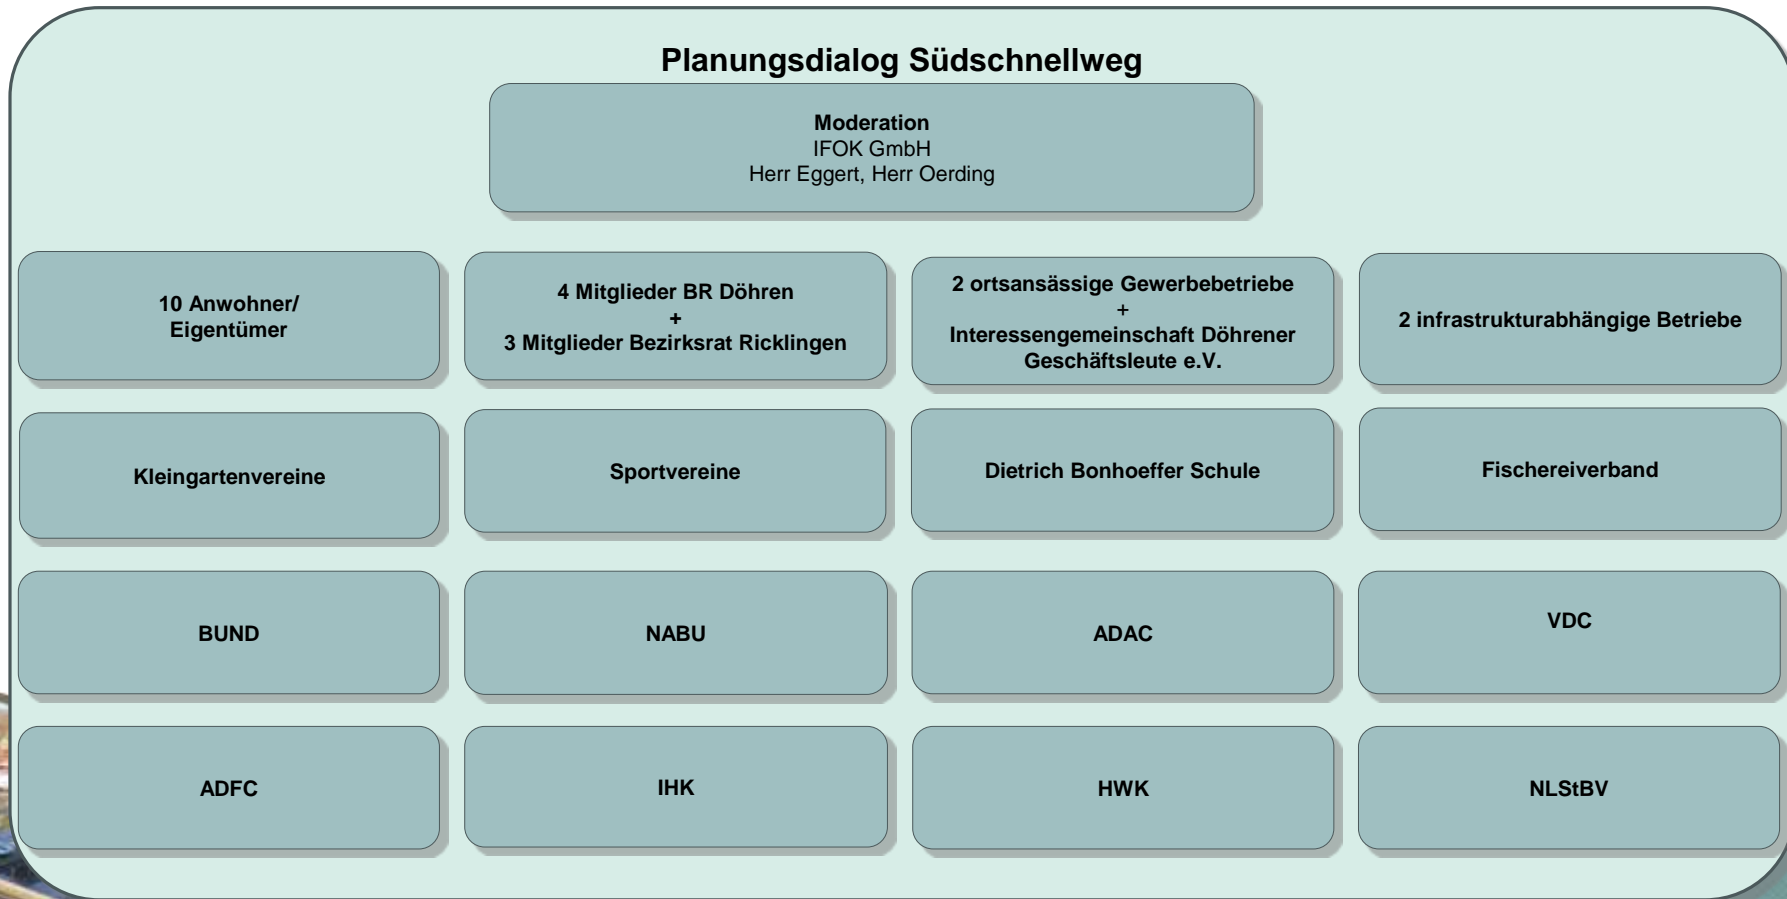 Planungsdialog Südschnellweg
Moderation
IFOK GmbH
Herr Eggert, Herr Oerding
10 Anwohner/
Eigentümer
4 Mitglieder BR Döhren
+
3 Mitglieder Bezirksrat Ricklingen
2 ortsansässige Gewerbebetriebe
+
Interessengemeinschaft Döhrener
Geschäftsleute e.V.
2 infrastrukturabhängige Betriebe
Kleingartenvereine
Sportvereine
Dietrich Bonhoeffer Schule
Fischereiverband
BUND
NABU
ADAC
VDC
ADFC
IHK
HWK
NLStBV